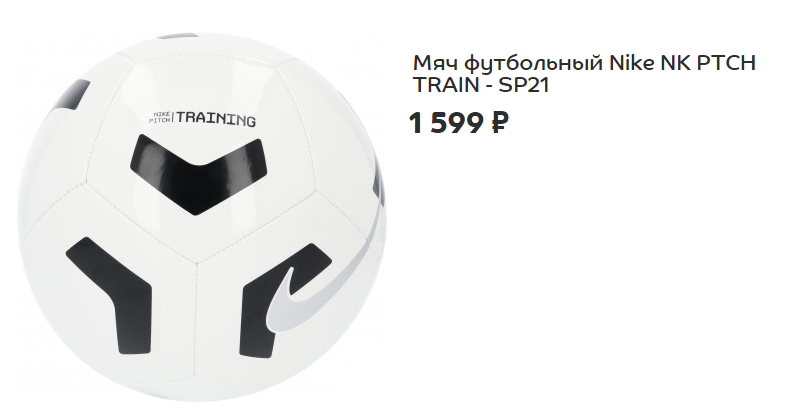 NIKE
PITCH
TRAINING
Мяч футбольный Nike NK PTCH
TRAIN - SP21
1 599 ₽